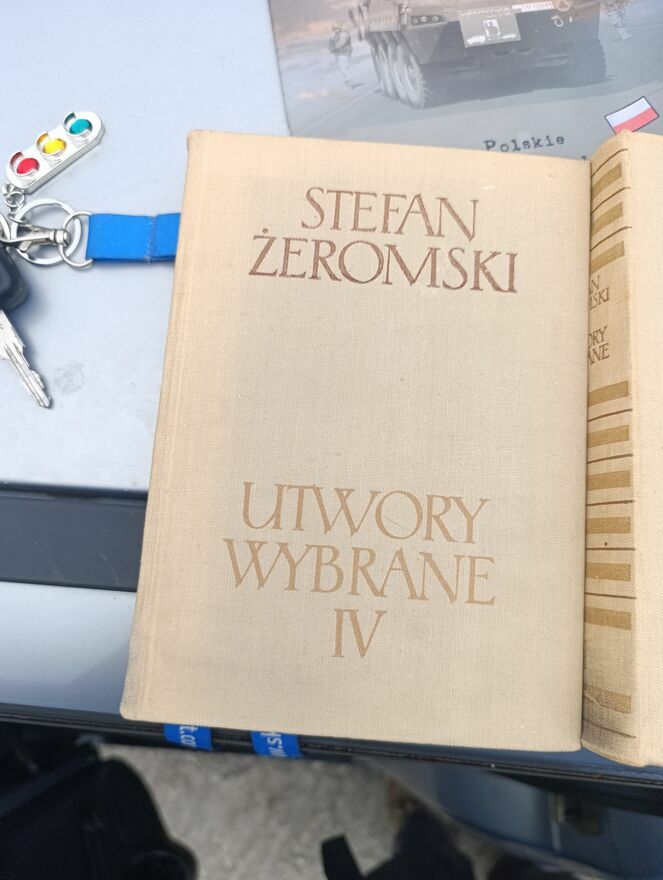 Polskie
STEFAN
ŻEROMSKI
UTWORY
WYBRANE
IV